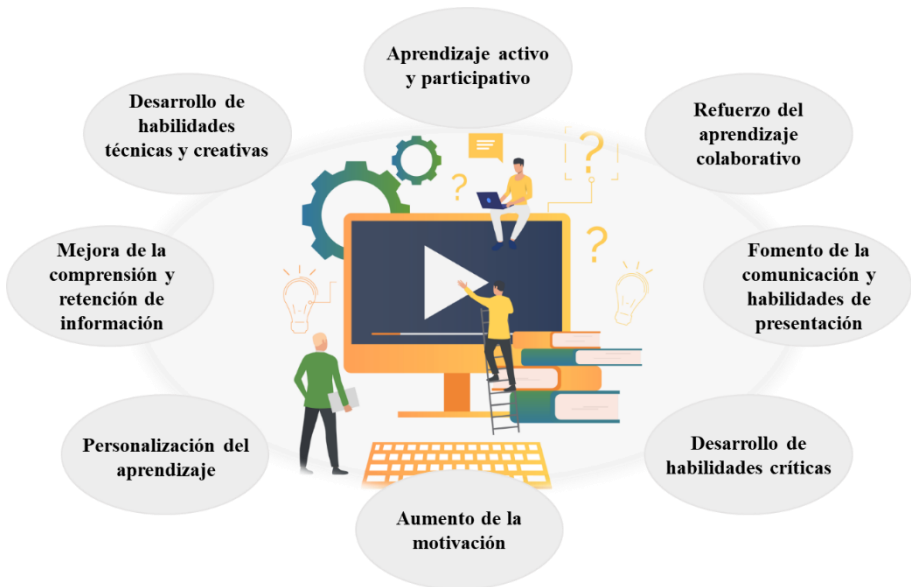 Aprendizaje activo
y participativo
Desarrollo de
habilidades
técnicas y creativas
Refuerzo del
aprendizaje
colaborativo
Mejora de la
comprensión y
retención de
información
Fomento de la
comunicación y
habilidades de
presentación
Personalización del
aprendizaje
Desarrollo de
habilidades críticas
Aumento de la
motivación